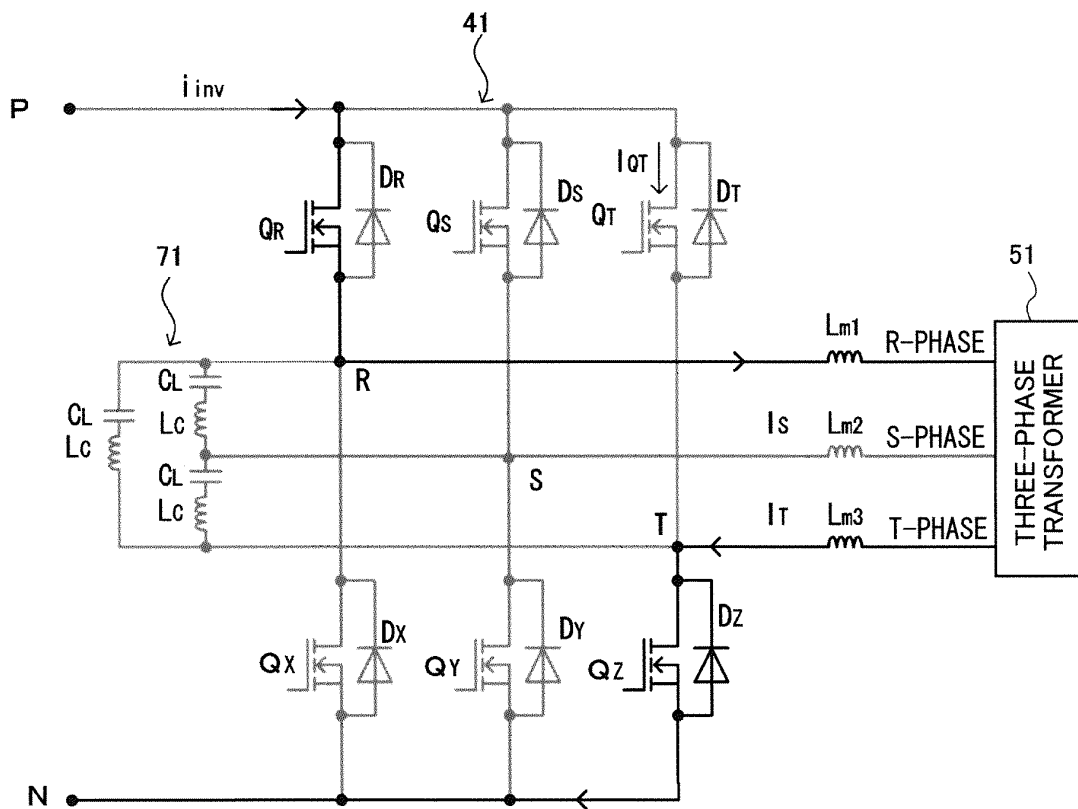 41
P
i inv
IQT
DR
DS
DT
QR
QS
QT
71
51
Lm1
R-PHASE
CL
R
CL
LC
LC
IS
Lm2
S-PHASE
CL
S
LC
T
IT
Lm3
T-PHASE
THREE-PHASE
TRANSFORMER
DX
DY
DZ
QX
QY
QZ
N